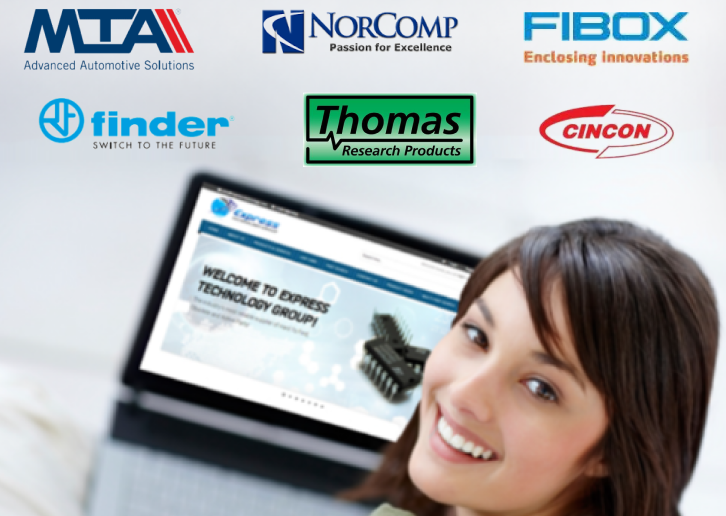 MTA
Advanced Automotive Solutions
NORCOMP
Passion for Excellence
FIBOX
Enclosing innovations
finder
SWITCH TO THE FUTURE
Thomas
Research Products
CINCON
Express
WELCOME TO EXPRESS
TECHNOLOGY GROUP!